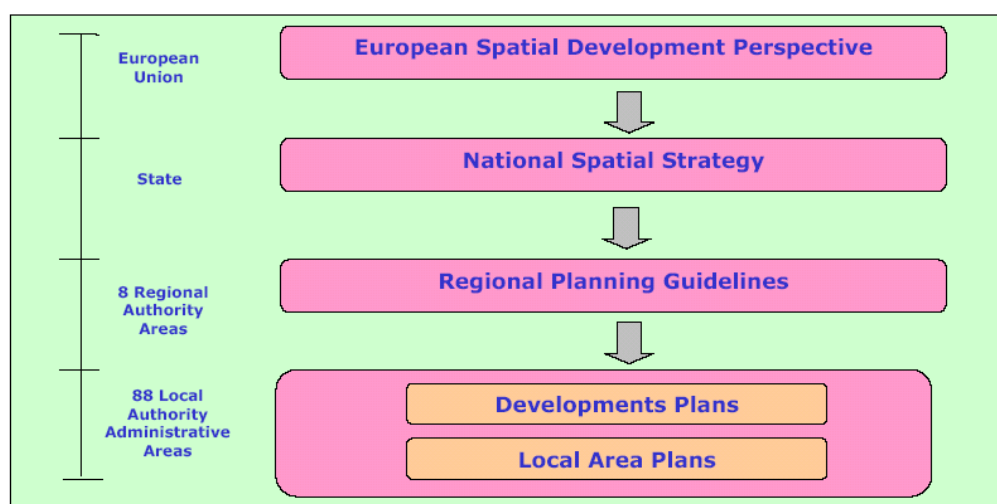 European
Union
European Spatial Development Perspective
State
National Spatial Strategy
8 Regional
Authority
Areas
Regional Planning Guidelines
88 Local
Authority
Administrative
Areas
Developments Plans
Local Area Plans